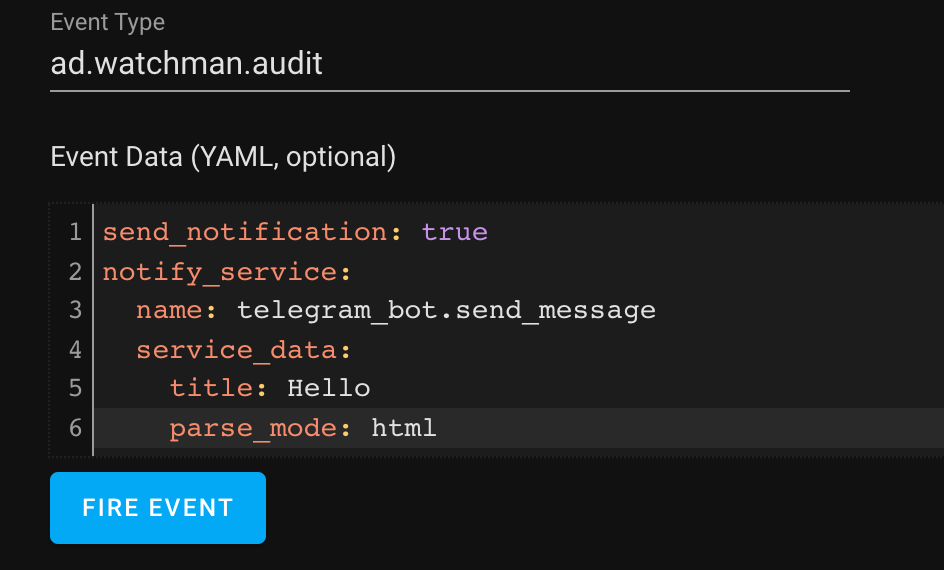 Event Type
ad.watchman.audit
Event Data (YAML, optional)
1 send_notification: true
2 notify_service:
3   name: telegram_bot.send_message
4   service_data:
5     title: Hello
6     parse_mode: html
FIRE EVENT